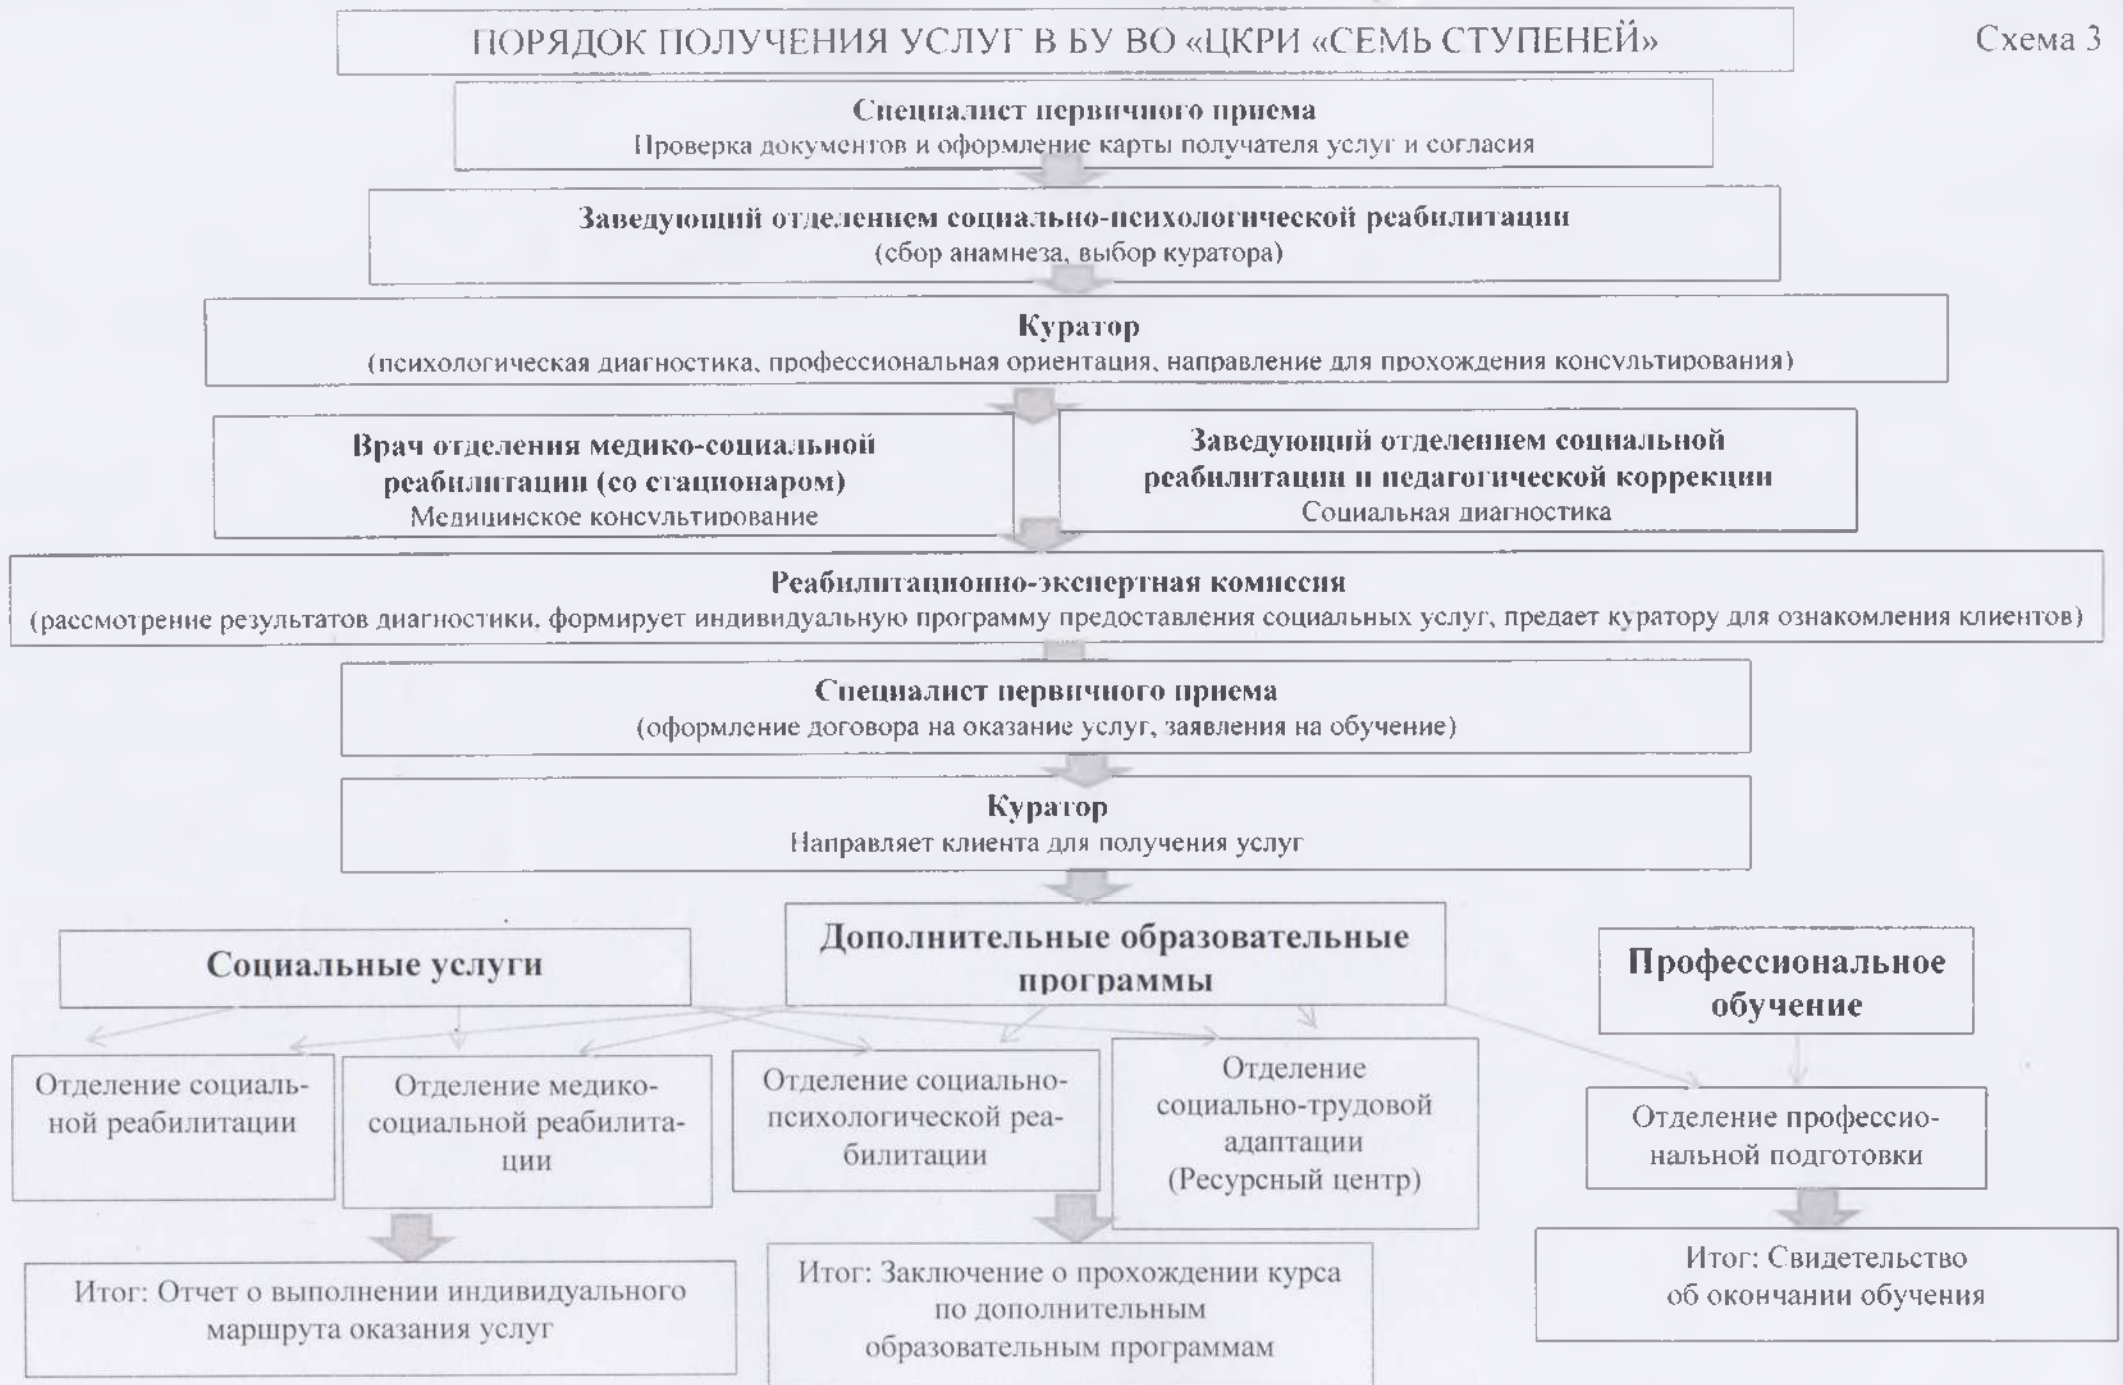 ПОРЯДОК ПОЛУЧЕНИЯ УСЛУГ В БУ ВО «ЦКРИ «СЕМЬ СТУПЕНЕЙ»
Схема 3
Специалист первичного приема
Проверка документов и оформление карты получателя услуг и согласия
Заведующий отделением социально-психологической реабилитации
(сбор анамнеза, выбор куратора)
Куратор
(психологическая диагностика, профессиональная ориентация, направление для прохождения консультирования)
Врач отделения медико-социальной
реабилитации (со стационаром)
Медицинское консультирование
Заведующий отделением социальной
реабилитации и педагогической коррекции
Социальная диагностика
Реабилитационно-экспертная комиссия
(рассмотрение результатов диагностики, формирует индивидуальную программу предоставления социальных услуг, предает куратору для ознакомления клиентов)
Специалист первичного приема
(оформление договора на оказание услуг, заявления на обучение)
Куратор
Направляет клиента для получения услуг
Социальные услуги
Дополнительные образовательные
программы
Профессиональное
обучение
Отделение социаль-
ной реабилитации
Отделение медико-
социальной реабилита-
ции
Отделение социально-
психологической реа-
билитации
Отделение
социально-трудовой
адаптации
(Ресурсный центр)
Отделение профессио-
нальной подготовки
Итог: Отчет о выполнении индивидуального
маршрута оказания услуг
Итог: Заключение о прохождении курса
по дополнительным
образовательным программам
Итог: Свидетельство
об окончании обучения